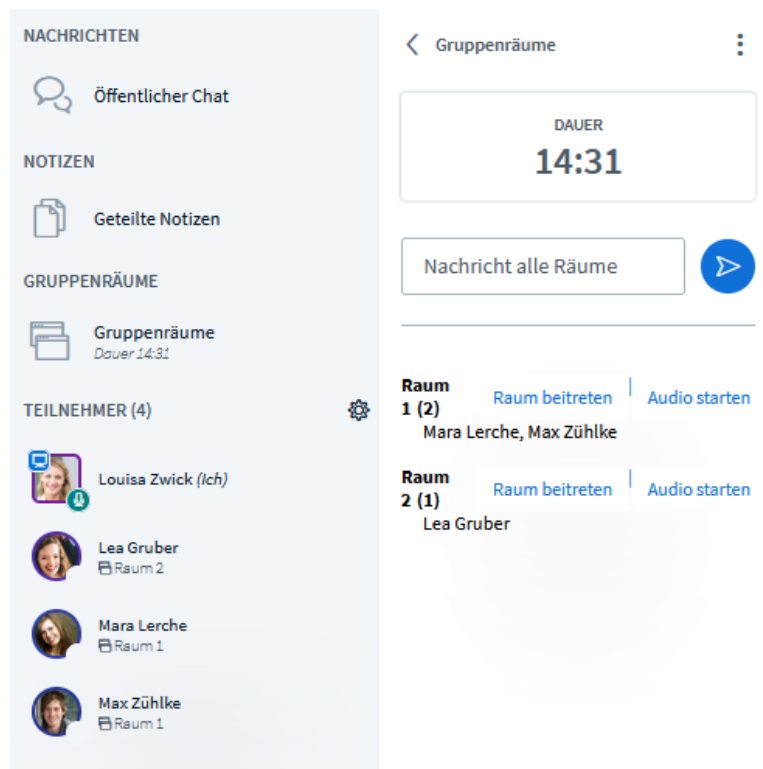 NACHRICHTEN
Öffentlicher Chat
NOTIZEN
Geteilte Notizen
GRUPPENRÄUME
Gruppenräume
Dauer 14:31
TEILNEHMER (4)
Louisa Zwick (Ich)
Lea Gruber
Raum 2
Mara Lerche
Raum 1
Max Zühlke
Raum 1
Gruppenräume
DAUER
14:31
Nachricht alle Räume
Raum
1 (2)
Raum beitreten | Audio starten
Mara Lerche, Max Zühlke
Raum
2 (1)
Raum beitreten | Audio starten
Lea Gruber